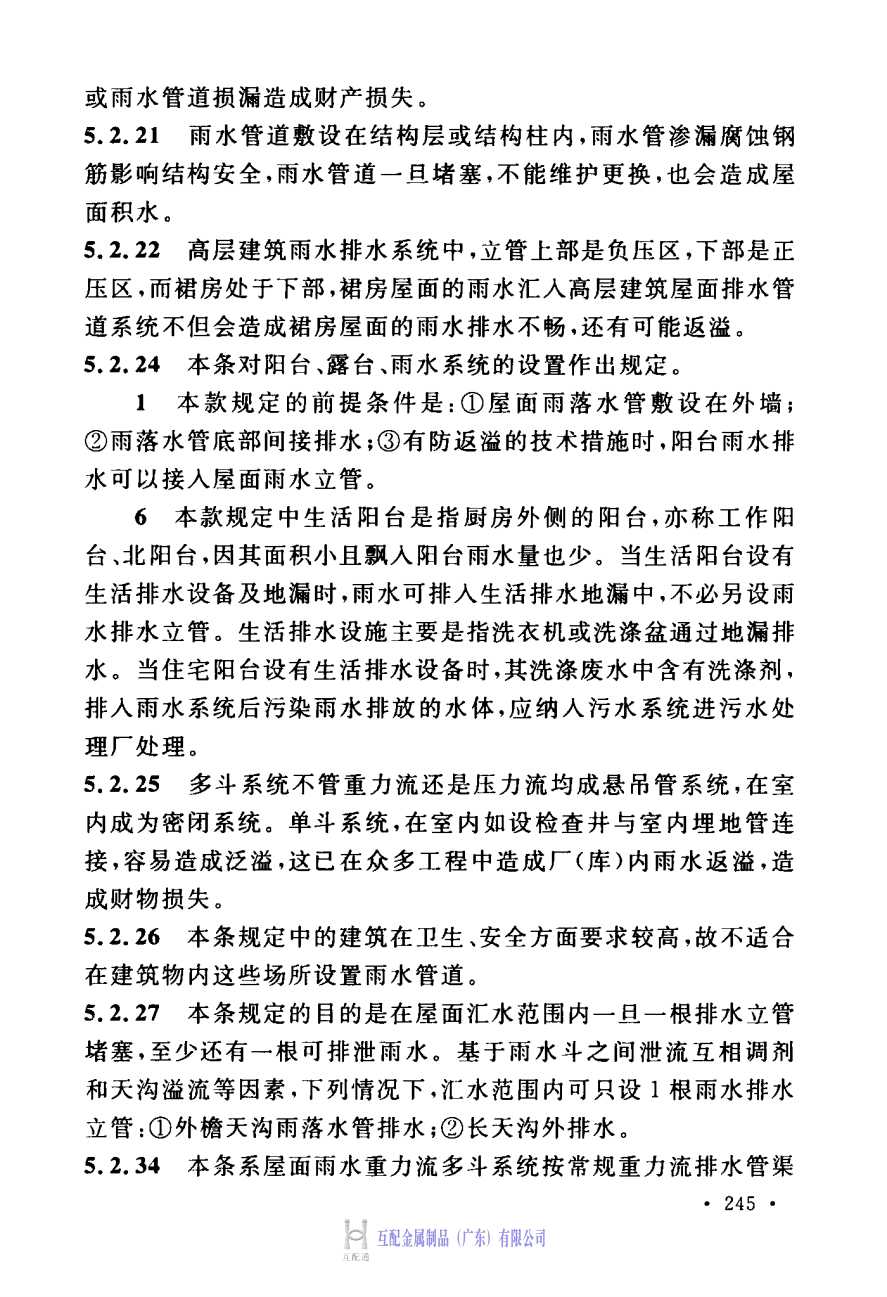 或雨水管道损漏造成财产损失。
5.2.21　雨水管道敷设在结构层或结构柱内,雨水管渗漏腐蚀钢
筋影响结构安全,雨水管道一旦堵塞,不能维护更换,也会造成屋
面积水。
5.2.22　高层建筑雨水排水系统中,立管上部是负压区,下部是正
压区,而裙房处于下部,裙房屋面的雨水汇入高层建筑屋面排水管
道系统不但会造成裙房屋面的雨水排水不畅,还有可能返溢。
5.2.24　本条对阳台、露台、雨水系统的设置作出规定。
1　本款规定的前提条件是:①屋面雨落水管敷设在外墙;
②雨落水管底部间接排水;③有防返溢的技术措施时,阳台雨水排
水可以接入屋面雨水立管。
6　本款规定中生活阳台是指厨房外侧的阳台,亦称工作阳
台、北阳台,因其面积小且飘入阳台雨水量也少。当生活阳台设有
生活排水设备及地漏时,雨水可排入生活排水地漏中,不必另设雨
水排水立管。生活排水设施主要是指洗衣机或洗涤盆通过地漏排
水。当住宅阳台设有生活排水设备时,其洗涤废水中含有洗涤剂,
排入雨水系统后污染雨水排放的水体,应纳入污水系统进污水处
理厂处理。
5.2.25　多斗系统不管重力流还是压力流均成悬吊管系统,在室
内成为密闭系统。单斗系统,在室内如设检查井与室内埋地管连
接,容易造成泛溢,这已在众多工程中造成厂(库)内雨水返溢,造
成财物损失。
5.2.26　本条规定中的建筑在卫生、安全方面要求较高,故不适合
在建筑物内这些场所设置雨水管道。
5.2.27　本条规定的目的是在屋面汇水范围内一旦一根排水立管
堵塞,至少还有一根可排泄雨水。基于雨水斗之间泄流互相调剂
和天沟溢流等因素,下列情况下,汇水范围内可只设1根雨水排水
立管:①外檐天沟雨落水管排水;②长天沟外排水。
5.2.34　本条系屋面雨水重力流多斗系统按常规重力流排水管渠
· 245 ·
互配金属制品（广东）有限公司
互配通